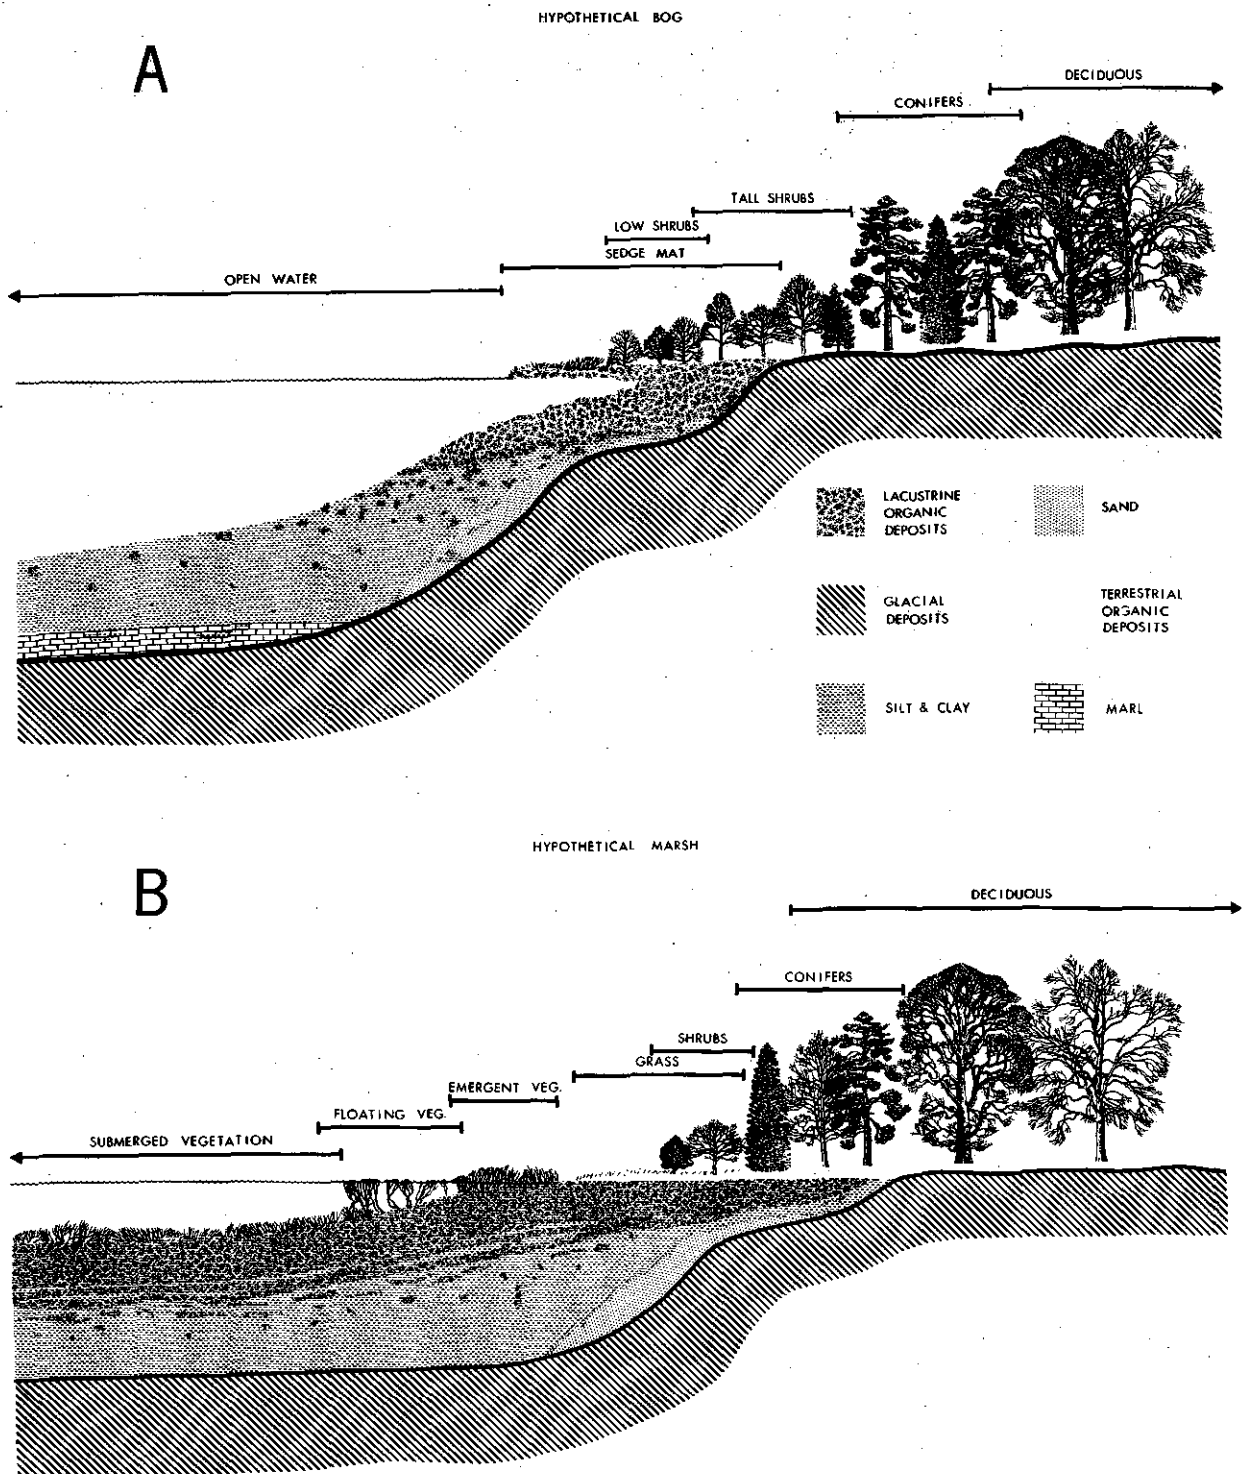 HYPOTHETICAL BOG
A
DECIDUOUS
CONIFERS
TALL SHRUBS
LOW SHRUBS
SEDGE MAT
OPEN WATER
LACUSTRINE
ORGANIC
DEPOSITS
SAND
GLACIAL
DEPOSITS
TERRESTRIAL
ORGANIC
DEPOSITS
SILT & CLAY
MARL
HYPOTHETICAL MARSH
B
DECIDUOUS
CONIFERS
SHRUBS
GRASS
EMERGENT VEG.
FLOATING VEG.
SUBMERGED VEGETATION